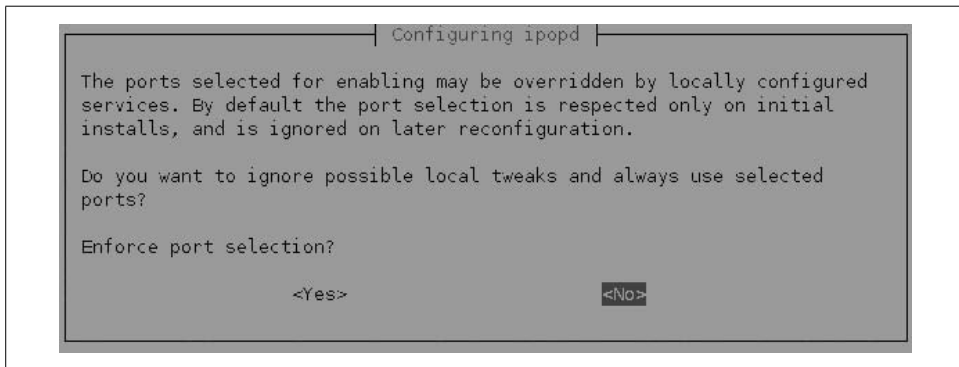 Configuring ipopd
The ports selected for enabling may be overridden by locally configured
services. By default the port selection is respected only on initial
installs, and is ignored on later reconfiguration.
Do you want to ignore possible local tweaks and always use selected
ports?
Enforce port selection?
<Yes> <No>